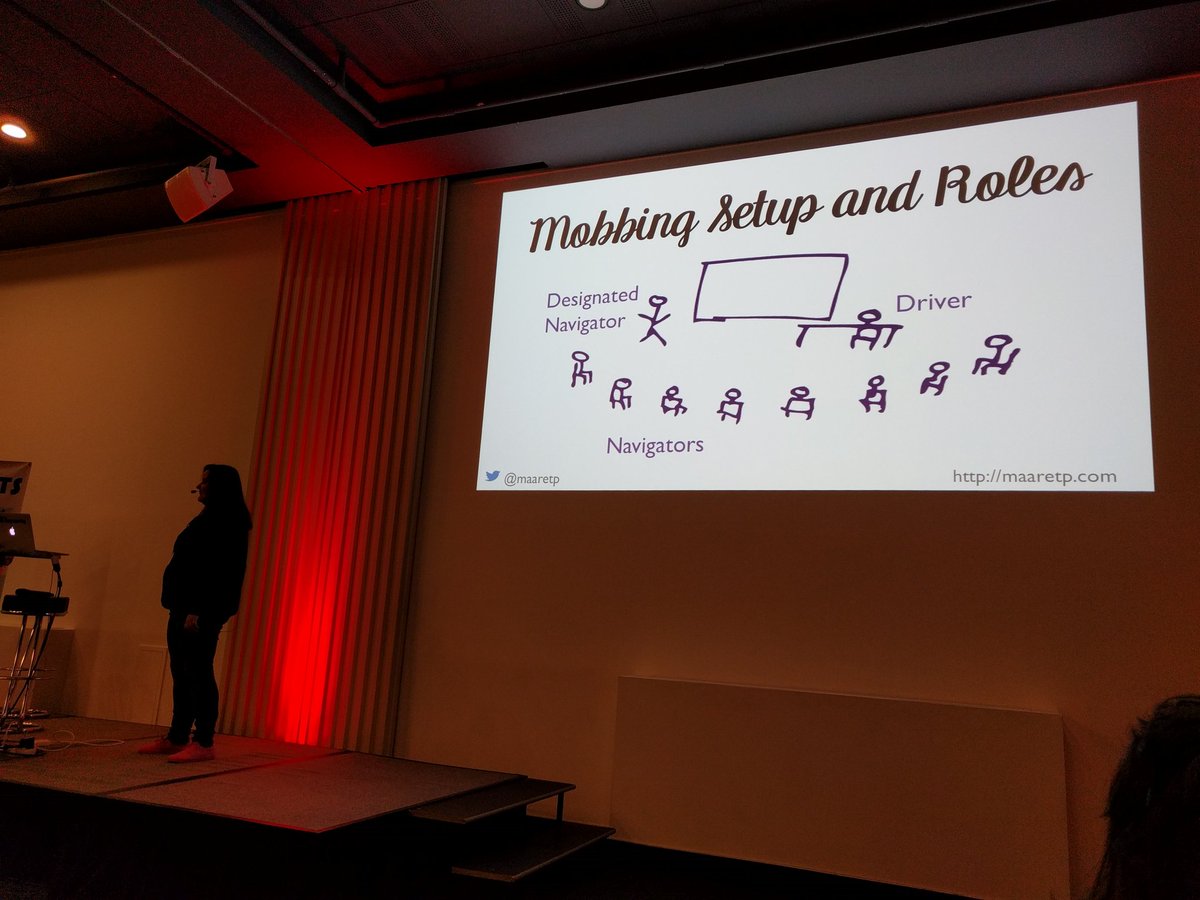 Mobbing Setup and Roles
Designated
Navigator
Driver
Navigators
@maaretp
http://maaretp.com